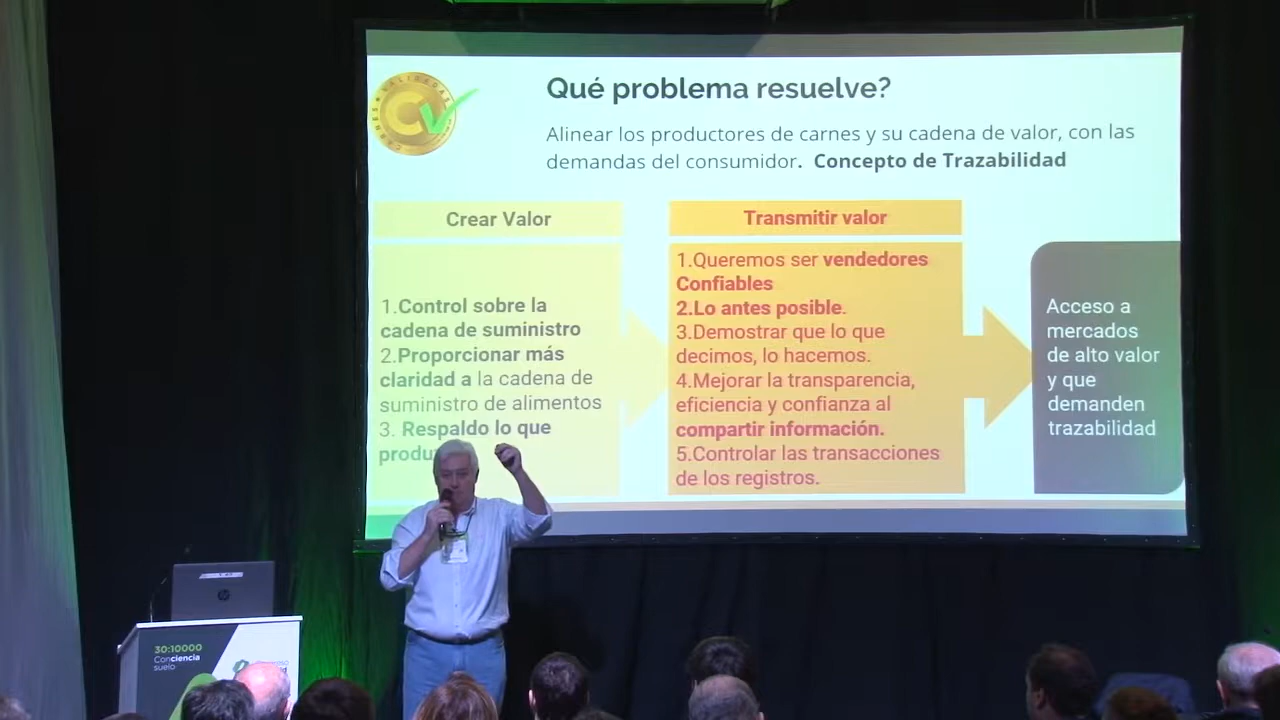 Qué problema resuelve?
Alinear los productores de carnes y su cadena de valor, con las
demandas del consumidor. Concepto de Trazabilidad
CARNES VALIDADAS
CV
Crear Valor
1.Control sobre la
cadena de suministro
2.Proporcionar más
claridad a la cadena de
suministro de alimentos
3. Respaldo lo que
Transmitir valor
1.Queremos ser vendedores
Confiables
2.Lo antes posible.
3.Demostrar que lo que
decimos, lo hacemos.
4.Mejorar la transparencia,
eficiencia y confianza al
compartir información.
5.Controlar las transacciones
de los registros.
Acceso a
mercados
de alto valor
y que
demanden
trazabilidad
hp
30:10000
Conciencia
suelo